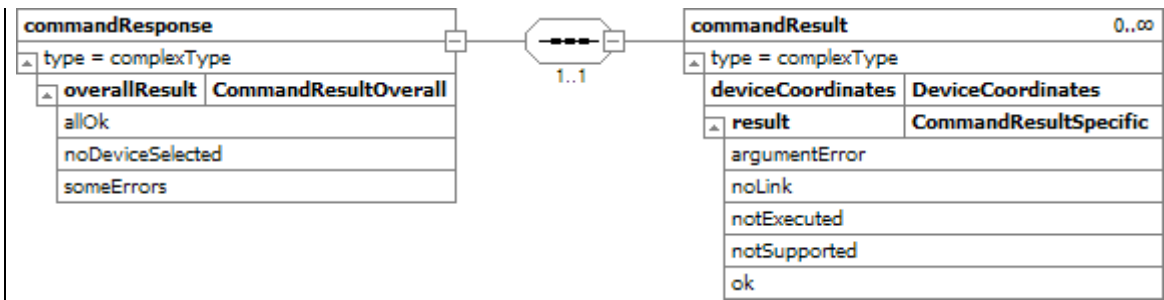 commandResponse
type = complexType
overallResult CommandResultOverall
allOk
noDeviceSelected
someErrors
1..1
commandResult 0..∞
type = complexType
deviceCoordinates DeviceCoordinates
result CommandResultSpecific
argumentError
noLink
notExecuted
notSupported
ok